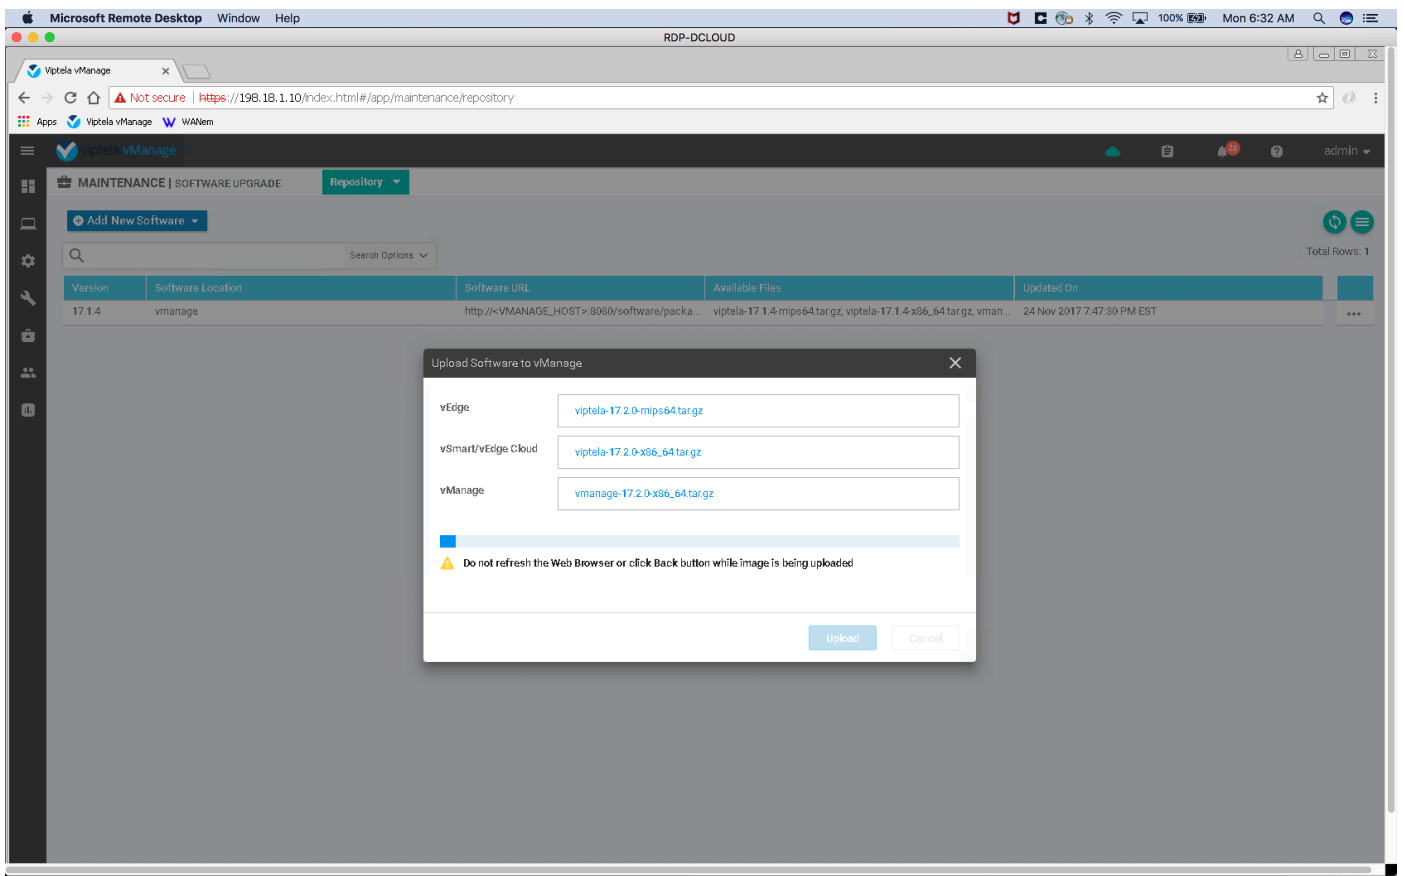 Microsoft Remote Desktop Window Help 100% Mon 6:32 AM
RDP-DCLOUD
Viptela vManage
Not secure | https://198.18.1.10/index.html#/app/maintenance/repository
Apps Viptela vManage WANem
viptela vManage 26 admin
MAINTENANCE | SOFTWARE UPGRADE Repository
Add New Software
Search Options Total Rows: 1
Version Software Location Software URL Available Files Updated On
17.1.4 vmanage http://<VMANAGE_HOST>:8080/software/packa... viptela-17.1.4-mips64.tar.gz, viptela-17.1.4-x86_64.tar.gz, vman... 24 Nov 2017 7:47:30 PM EST
Upload Software to vManage
vEdge viptela-17.2.0-mips64.tar.gz
vSmart/vEdge Cloud viptela-17.2.0-x86_64.tar.gz
vManage vmanage-17.2.0-x86_64.tar.gz
Do not refresh the Web Browser or click Back button while image is being uploaded
Upload Cancel